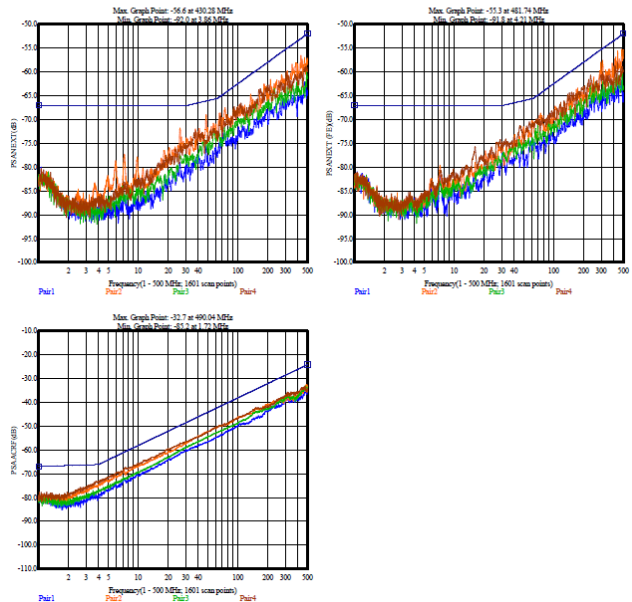 Max. Graph Point: -56.6 at 430.28 MHz
Min. Graph Point: -92.0 at 3.86 MHz
-50.0
-55.0
-60.0
-65.0
-70.0
-75.0
-80.0
-85.0
-90.0
-95.0
-100.0
PSANEXT(dB)
2 3 4 5 10 20 30 40 100 200 300 500
Frequency(1 - 500 MHz; 1601 scan points)
Pair1 Pair2 Pair3 Pair4
Max. Graph Point: -55.3 at 481.74 MHz
Min. Graph Point: -91.8 at 4.21 MHz
-50.0
-55.0
-60.0
-65.0
-70.0
-75.0
-80.0
-85.0
-90.0
-95.0
-100.0
PSANEXT (FE)(dB)
2 3 4 5 10 20 30 40 100 200 300 500
Frequency(1 - 500 MHz; 1601 scan points)
Pair1 Pair2 Pair3 Pair4
Max. Graph Point: -32.7 at 490.04 MHz
Min. Graph Point: -85.2 at 1.72 MHz
-10.0
-20.0
-30.0
-40.0
-50.0
-60.0
-70.0
-80.0
-90.0
-100.0
-110.0
PSAACRF(dB)
2 3 4 5 10 20 30 40 100 200 300 500
Frequency(1 - 500 MHz; 1601 scan points)
Pair1 Pair2 Pair3 Pair4